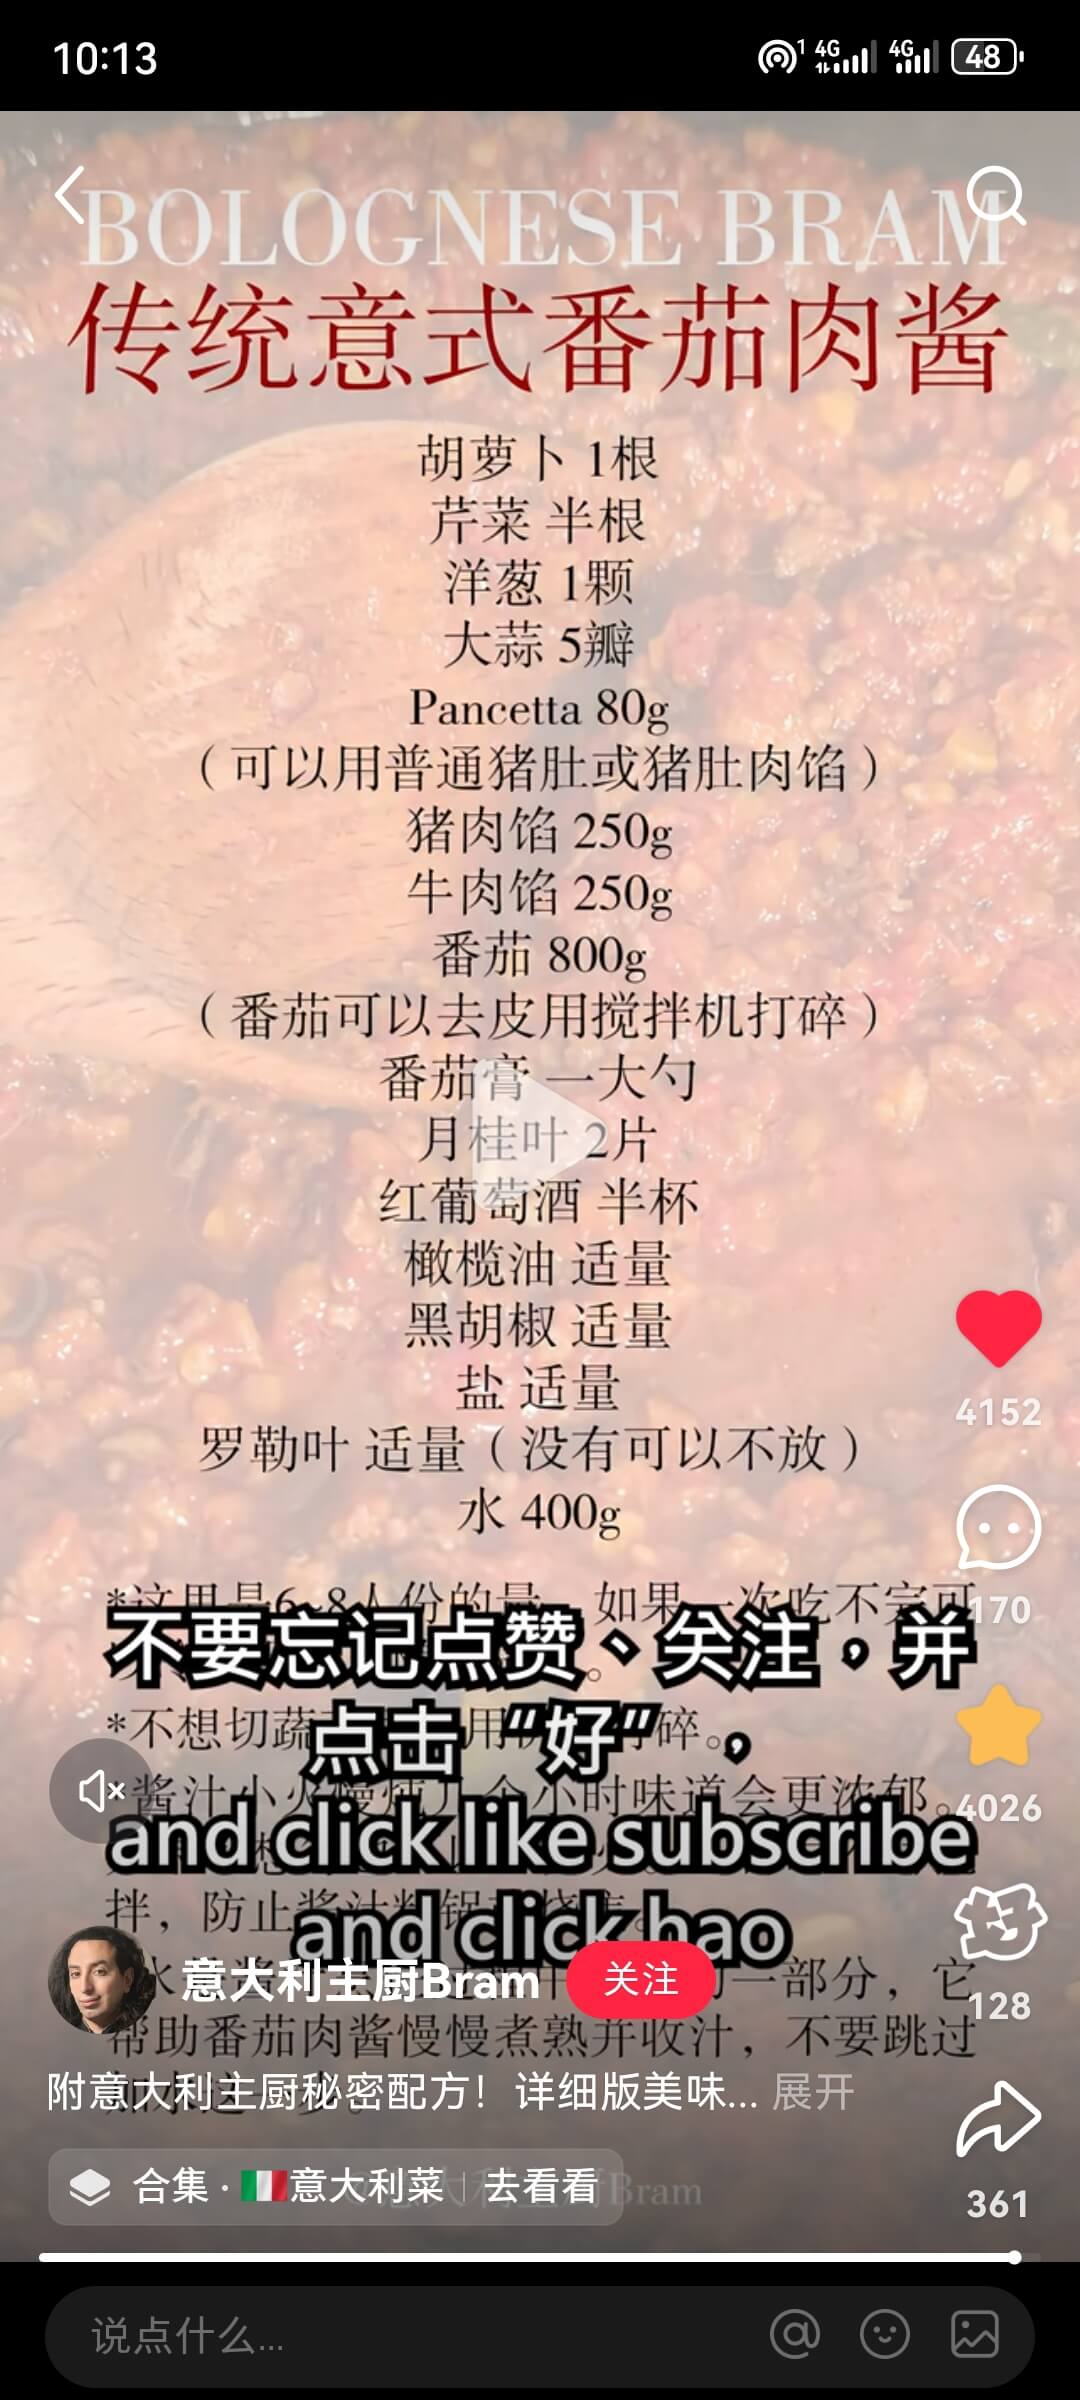 10:13
1 4G 4G 48
BOLOGNESE BRAM
传统意式番茄肉酱
胡萝卜 1根
芹菜 半根
洋葱 1颗
大蒜 5瓣
Pancetta 80g
（可以用普通猪肚或猪肚肉馅）
猪肉馅 250g
牛肉馅 250g
番茄 800g
（番茄可以去皮用搅拌机打碎）
番茄膏 一大勺
月桂叶 2片
红葡萄酒 半杯
橄榄油 适量
黑胡椒 适量
盐 适量
罗勒叶 适量（没有可以不放）
水 400g
4152
*这里是6-8人份的量，如果一次吃不完可
170
不要忘记点赞、关注，并
*不想切蔬 用 碎。
点击“好”，
酱汁小火慢炖 个小时味道会更浓郁。
4026
and click like subscribe
拌，防止酱汁 锅
and click hao
意大利主厨Bram 关注
一部分，它
128
帮助番茄肉酱慢慢煮熟并收汁，不要跳过
附意大利主厨秘密配方！详细版美味... 展开
合集·意大利菜 | 去看看
Bram
361
说点什么...